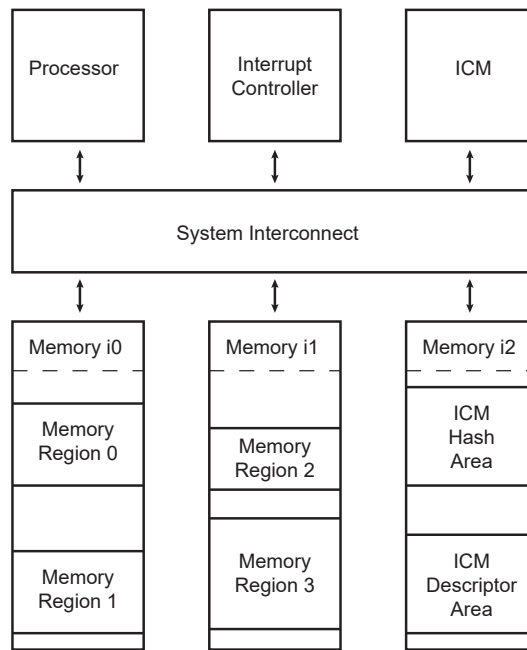 Processor
Interrupt
Controller
ICM
System Interconnect
Memory i0
Memory i1
Memory i2
Memory
Region 0
Memory
Region 2
ICM
Hash
Area
Memory
Region 1
Memory
Region 3
ICM
Descriptor
Area